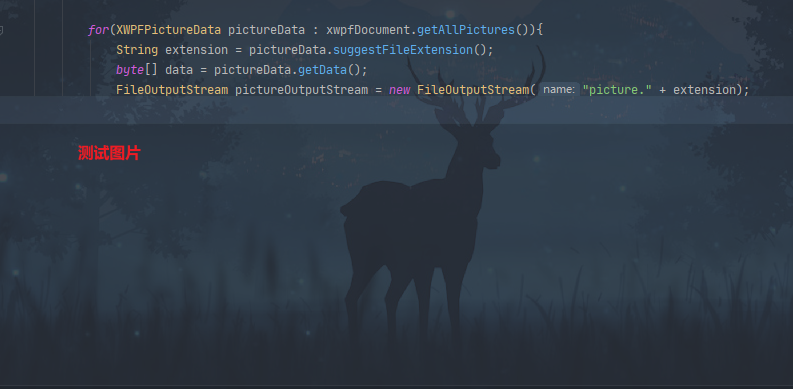 for(XWPFPictureData pictureData : xwpfDocument.getAllPictures()){
String extension = pictureData.suggestFileExtension();
byte[] data = pictureData.getData();
FileOutputStream pictureOutputStream = new FileOutputStream( name: "picture." + extension);
测试图片